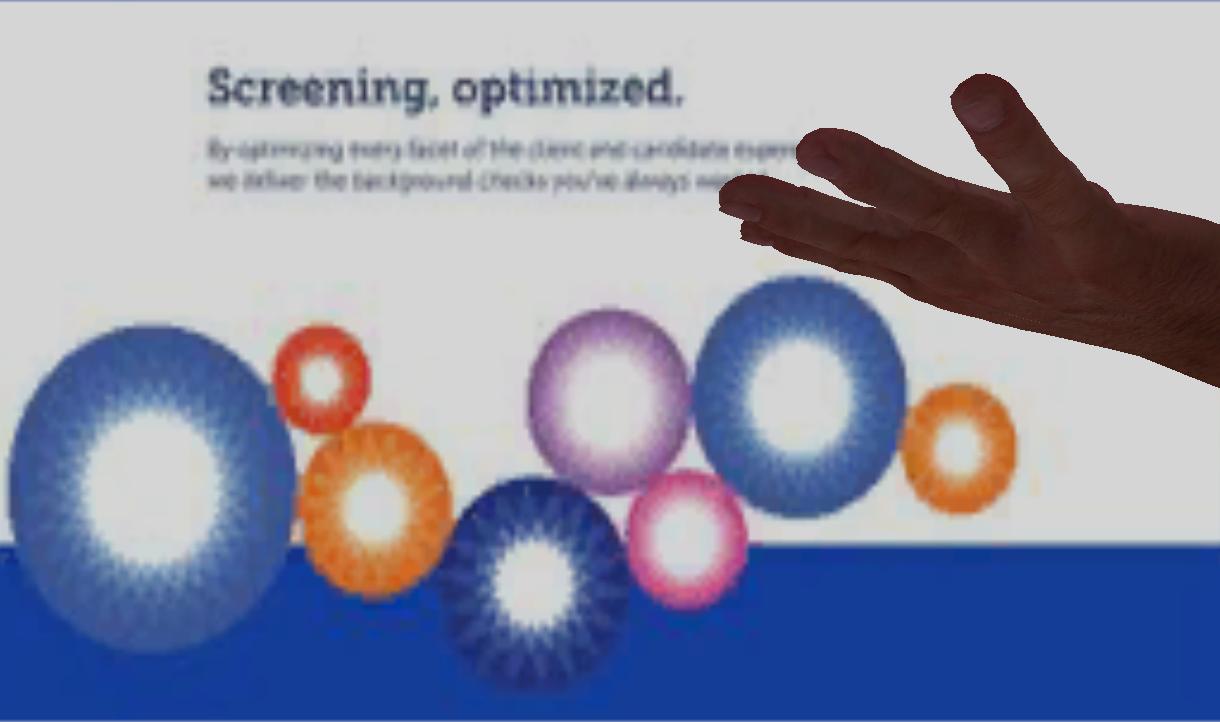 Screening, optimized.
By optimizing every facet of the client and candidate
we deliver the background checks you've always